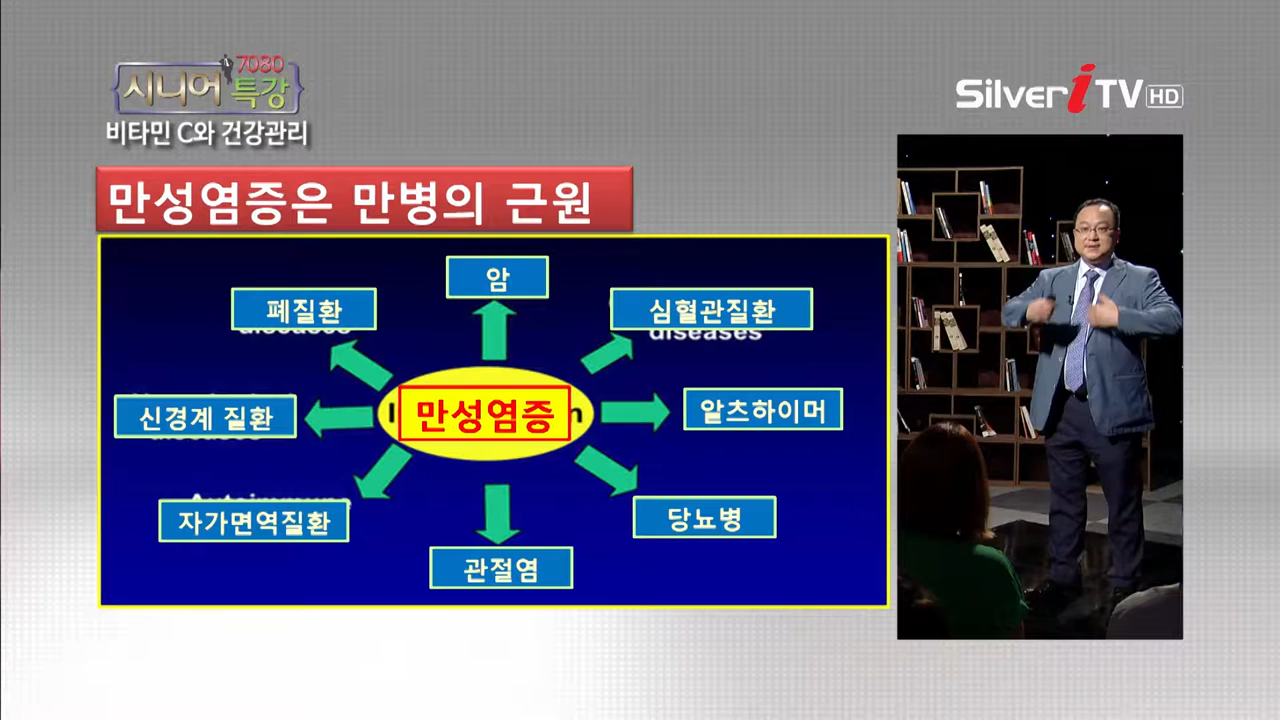 시니어 7080 특강
비타민 C와 건강관리
Silver i TV HD
만성염증은 만병의 근원
암
폐질환
심혈관질환
diseases
신경계 질환
만성염증
알츠하이머
자가면역질환
당뇨병
관절염